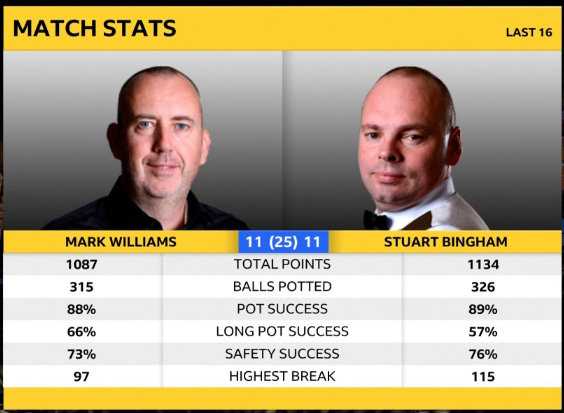 MATCH STATS
LAST 16
MARK WILLIAMS 11 (25) 11 STUART BINGHAM
1087 TOTAL POINTS 1134
315 BALLS POTTED 326
88% POT SUCCESS 89%
66% LONG POT SUCCESS 57%
73% SAFETY SUCCESS 76%
97 HIGHEST BREAK 115